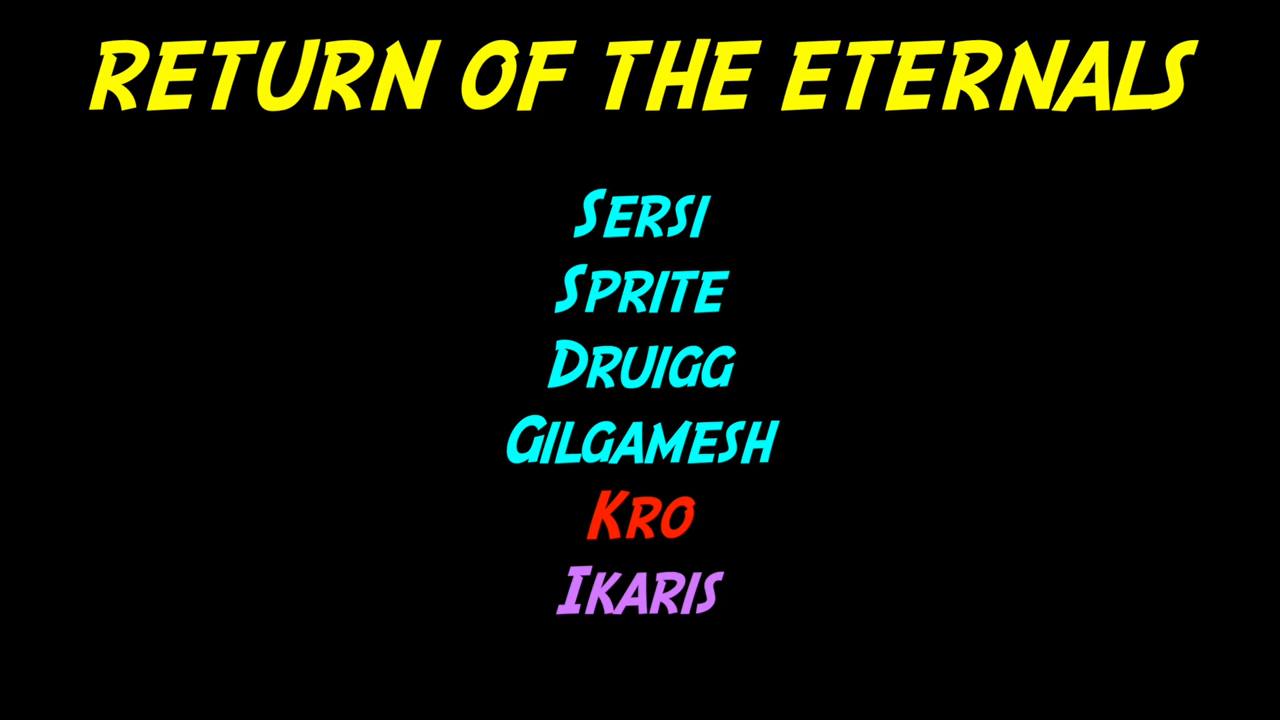 RETURN OF THE ETERNALS
SERSI
SPRITE
DRUIGG
GILGAMESH
KRO
IKARIS